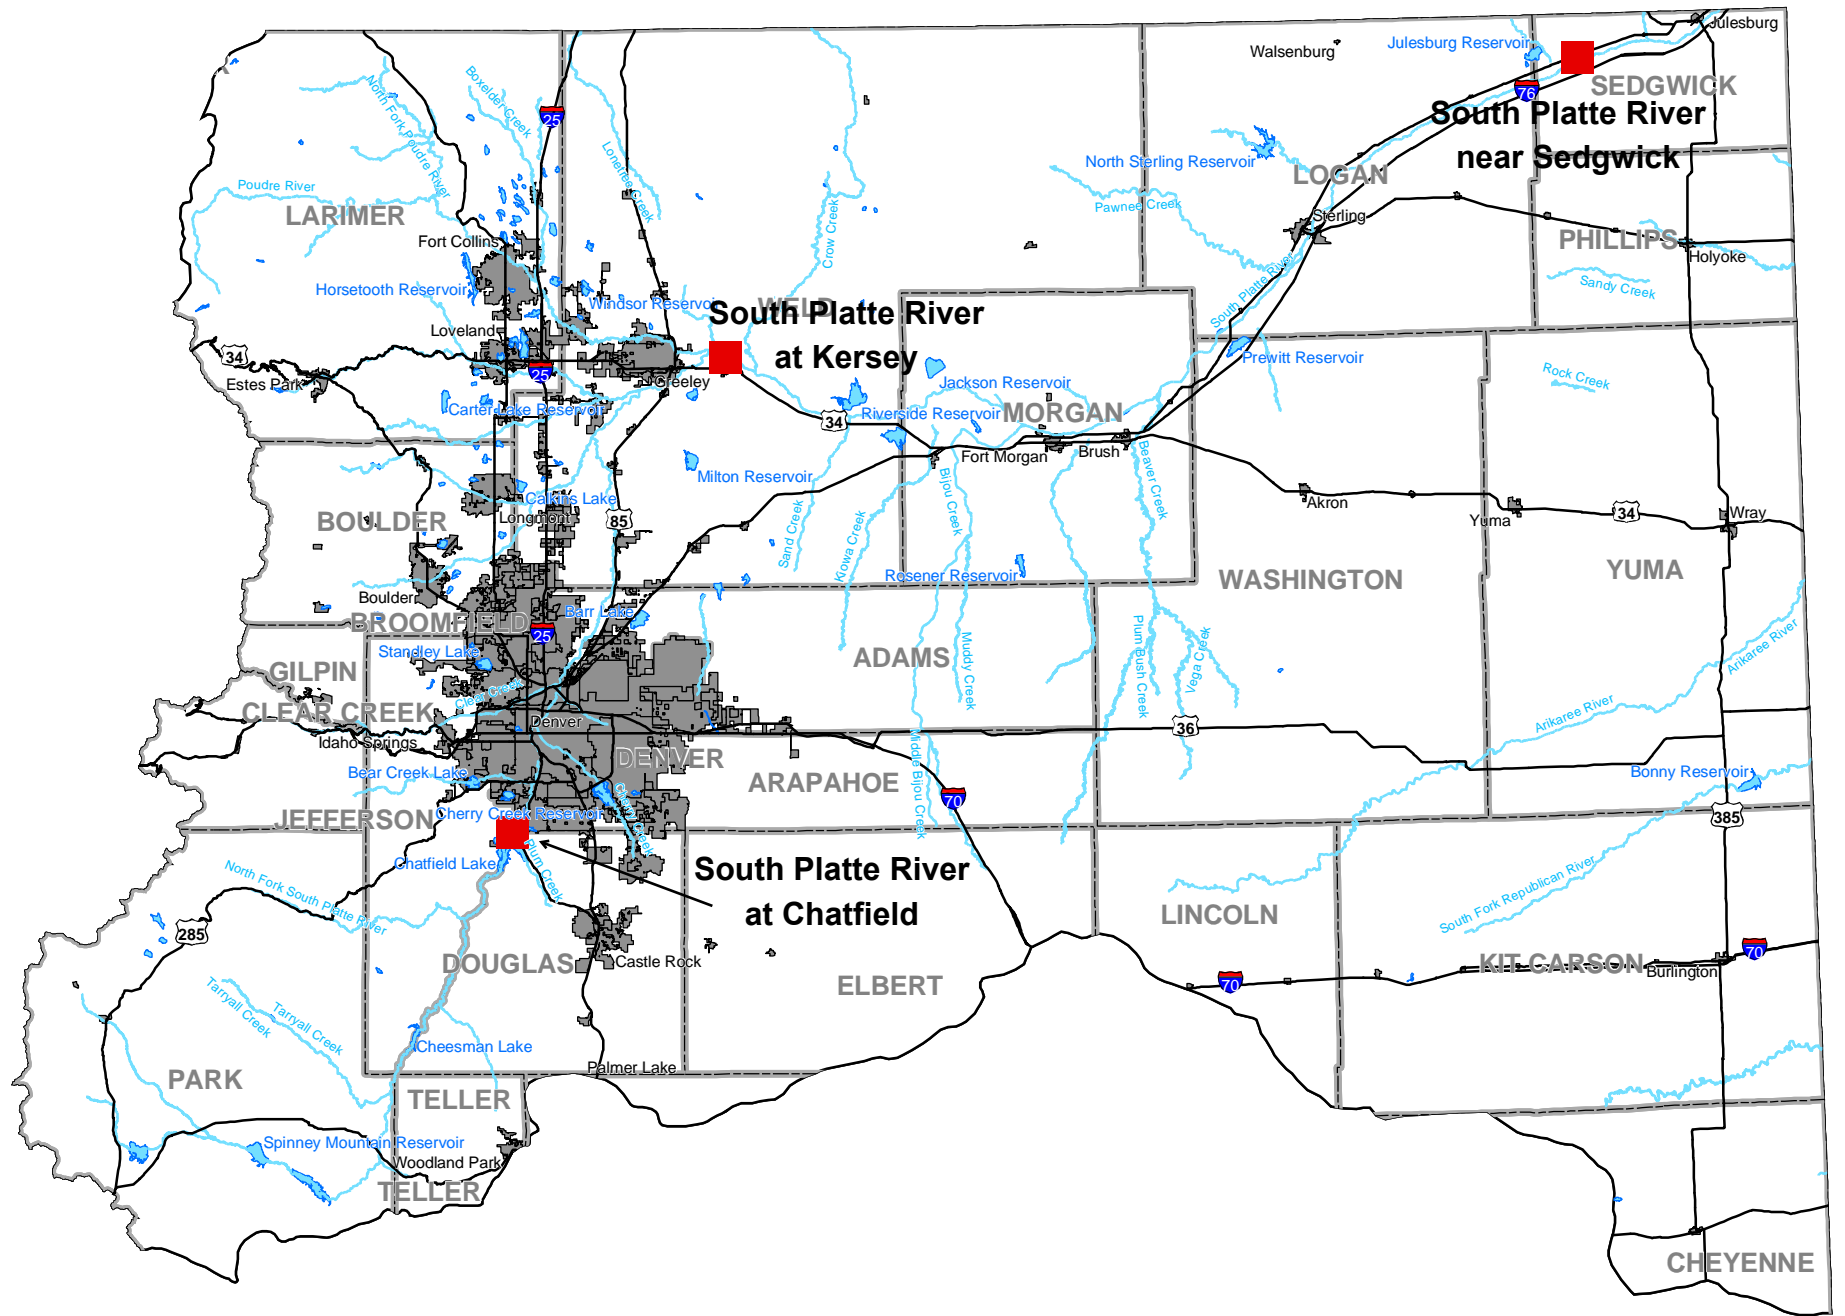 Julesburg
Julesburg Reservoir
Walsenburg
SEDGWICK
76
South Platte River
near Sedgwick
25
Boxelder Creek
North Fork Poudre River
Lonetree Creek
Crow Creek
Poudre River
LARIMER
North Sterling Reservoir
LOGAN
Pawnee Creek
Sterling
PHILLIPS
Holyoke
Sandy Creek
South Platte River
Fort Collins
Horsetooth Reservoir
Windsor Reservoir
WELD
South Platte River
at Kersey
Loveland
34
Estes Park
25
Greeley
Carter Lake Reservoir
Jackson Reservoir
Riverside Reservoir
MORGAN
34
Prewitt Reservoir
Rock Creek
Fort Morgan
Brush
Milton Reservoir
Calkins Lake
Longmont
BOULDER
85
Sand Creek
Kiowa Creek
Bijou Creek
Beaver Creek
Akron
Yuma
34
Wray
Rosener Reservoir
WASHINGTON
YUMA
Boulder
BROOMFIELD
25
Barr Lake
Standley Lake
GILPIN
ADAMS
Muddy Creek
Plum Bush Creek
Vega Creek
Arikaree River
Arikaree River
CLEAR CREEK
Clear Creek
Denver
Idaho Springs
DENVER
36
Bear Creek Lake
ARAPAHOE
Middle Bijou Creek
70
Bonny Reservoir
385
JEFFERSON
Cherry Creek Reservoir
Cherry Creek
Chatfield Lake
Plum Creek
South Platte River
at Chatfield
North Fork South Platte River
285
LINCOLN
South Fork Republican River
DOUGLAS
Castle Rock
ELBERT
70
KIT CARSON
Burlington
70
Tarryall Creek
Tarryall Creek
Cheesman Lake
PARK
Palmer Lake
TELLER
Spinney Mountain Reservoir
Woodland Park
TELLER
CHEYENNE